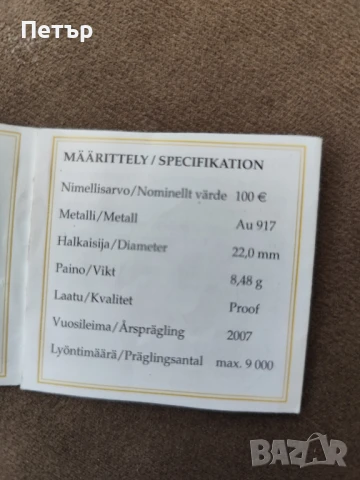 Петър
MÄÄRITTELY / SPECIFIKATION
Nimellisarvo/Nominellt värde 100 €
Metalli/Metall Au 917
Halkaisija/Diameter 22,0 mm
Paino/Vikt 8,48 g
Laatu/Kvalitet Proof
Vuosileima/Årsprägling 2007
Lyöntimäärä/Präglingsantal max. 9 000
BAZAR